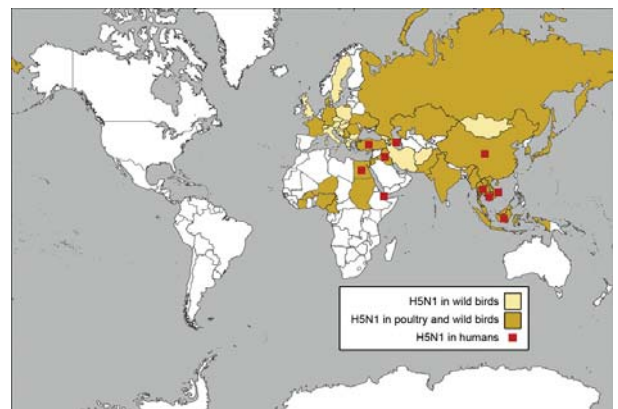 H5N1 in wild birds
H5N1 in poultry and wild birds
H5N1 in humans